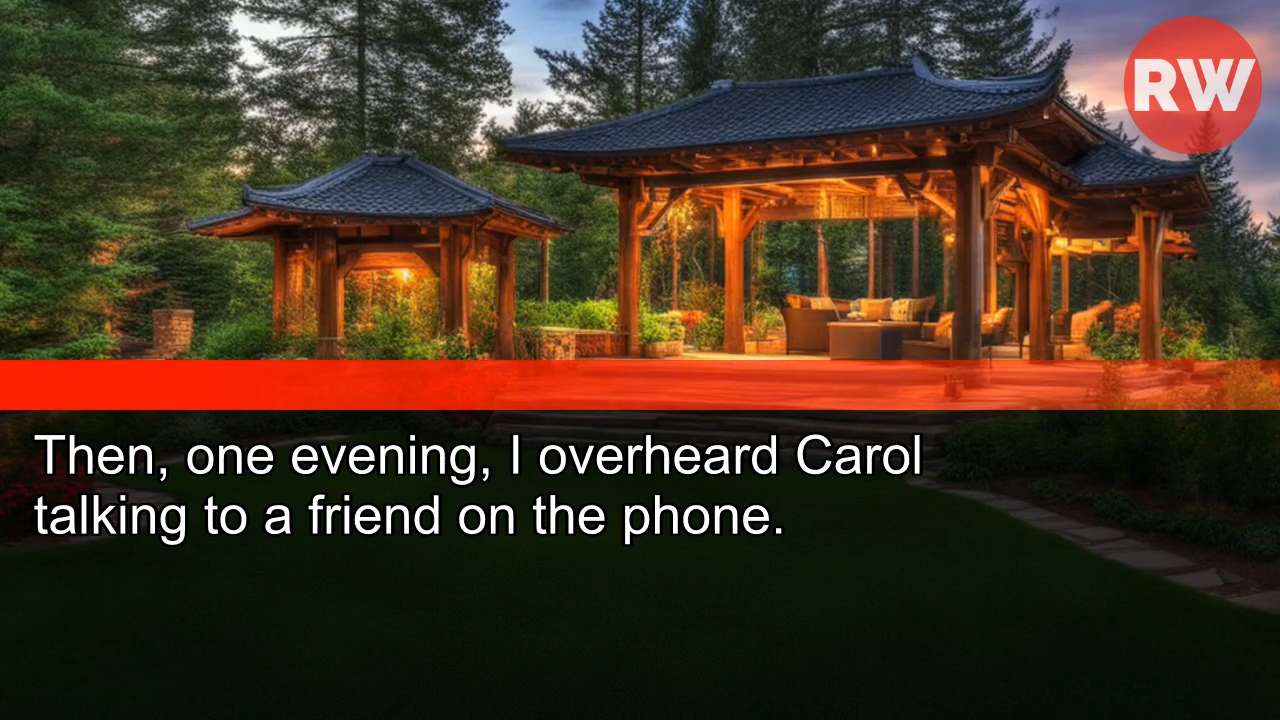 RW
Then, one evening, I overheard Carol
talking to a friend on the phone.